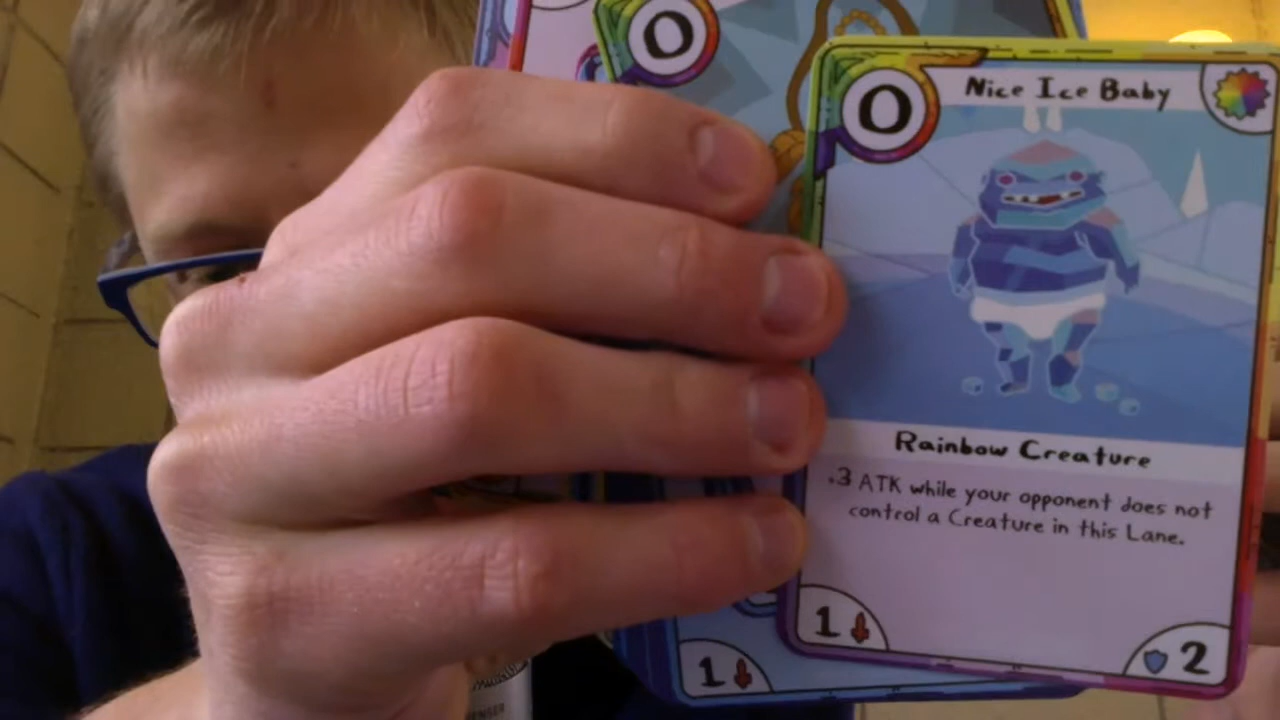 0
0
Nice Ice Baby
Rainbow Creature
+3 ATK while your opponent does not
control a Creature in this Lane.
1
2
1